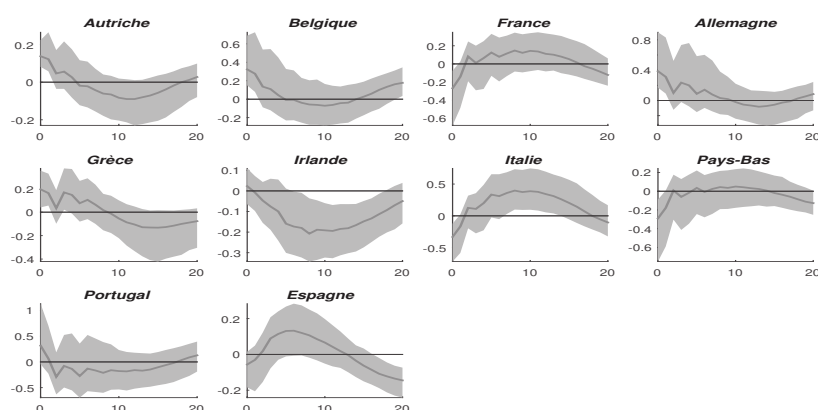 Autriche Belgique France Allemagne
0.2 0 -0.2 0 10 20
0.6 0.4 0.2 0 -0.2 0 10 20
0.2 0 -0.2 -0.4 -0.6 0 10 20
0.8 0.4 0 0 10 20
Grèce Irlande Italie Pays-Bas
0.2 0 -0.2 -0.4 0 10 20
0.1 0 -0.1 -0.2 -0.3 0 10 20
0.5 0 -0.5 0 10 20
0.2 0 -0.2 -0.4 -0.6 0 10 20
Portugal Espagne
1 0.5 0 -0.5 0 10 20
0.2 0 -0.2 0 10 20